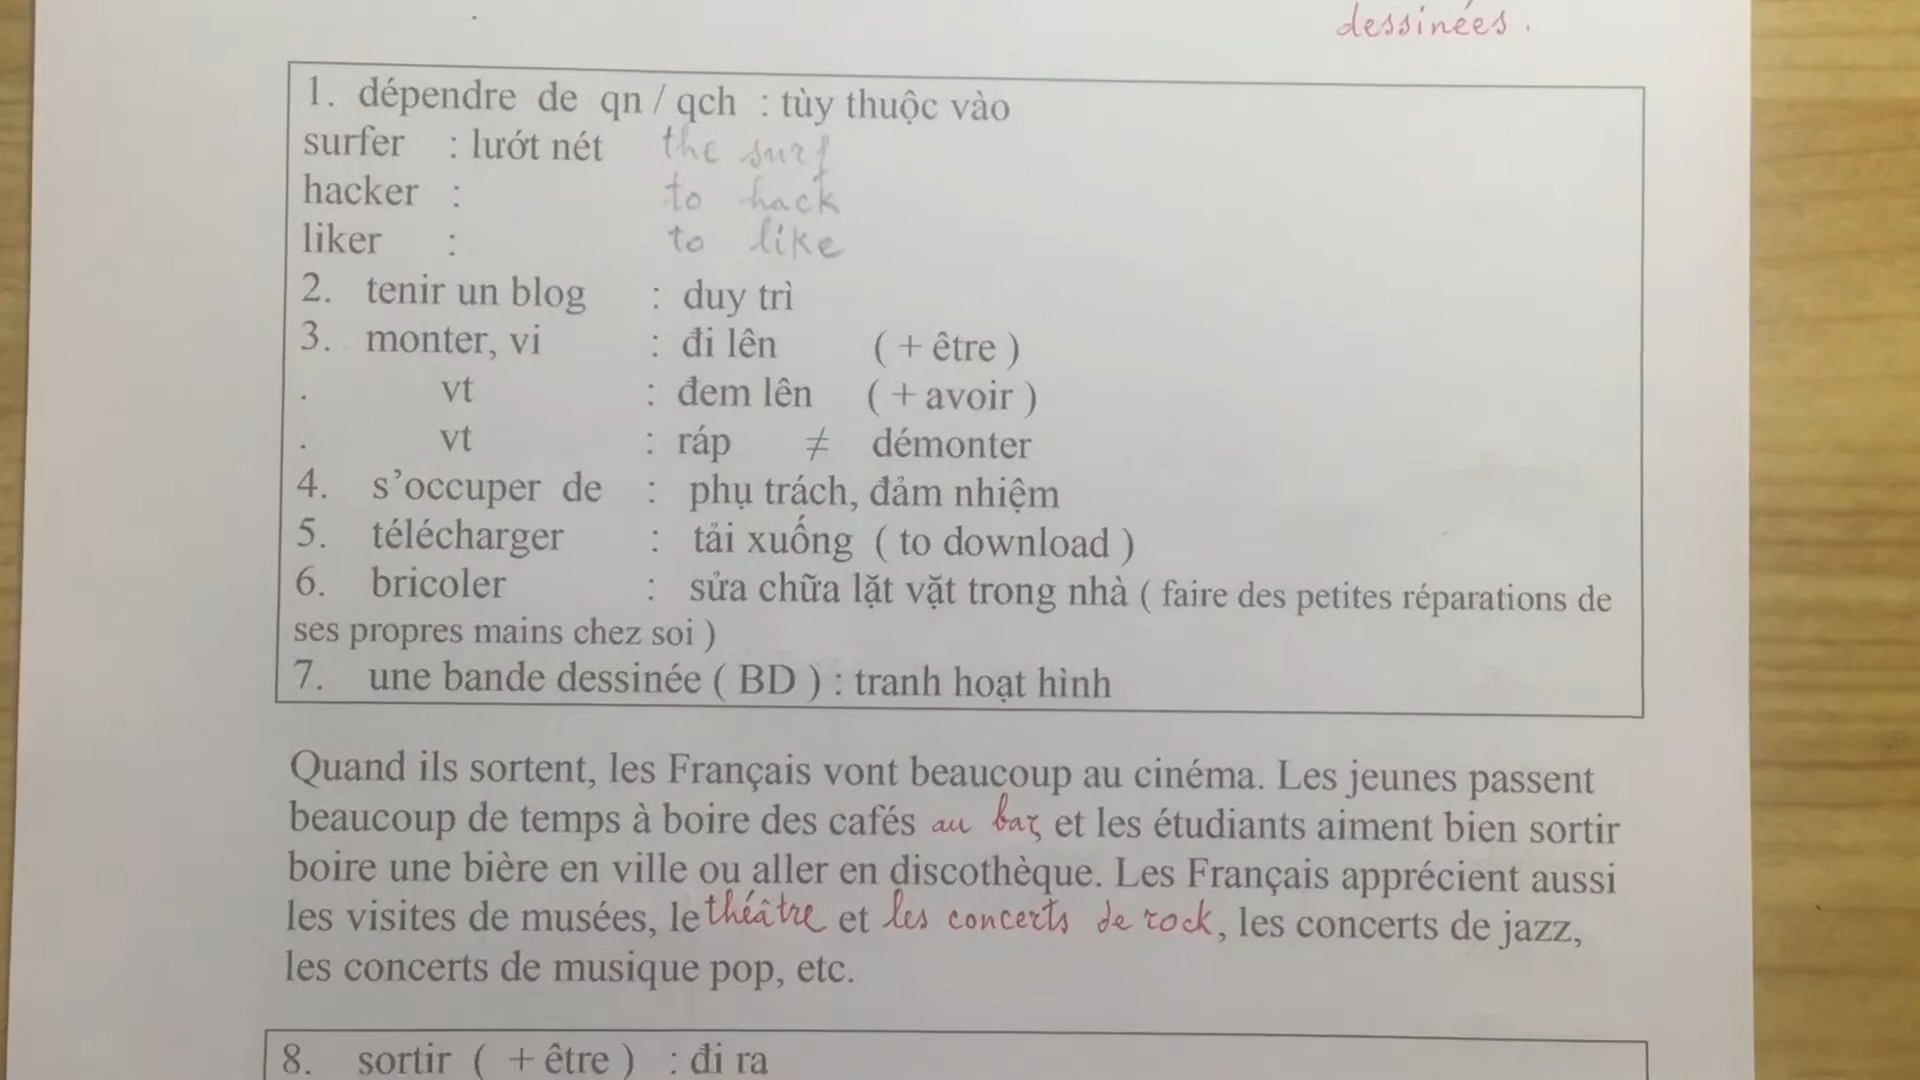 dessinées.
1. dépendre de qn / qch : tùy thuộc vào
surfer : lướt nét the surf
hacker : to hack
liker : to like
2. tenir un blog : duy trì
3. monter, vi : đi lên ( + être )
. vt : đem lên ( + avoir )
. vt : ráp ≠ démonter
4. s’occuper de : phụ trách, đảm nhiệm
5. télécharger : tải xuống ( to download )
6. bricoler : sửa chữa lặt vặt trong nhà ( faire des petites réparations de
ses propres mains chez soi )
7. une bande dessinée ( BD ) : tranh hoạt hình
Quand ils sortent, les Français vont beaucoup au cinéma. Les jeunes passent
beaucoup de temps à boire des cafés au bar et les étudiants aiment bien sortir
boire une bière en ville ou aller en discothèque. Les Français apprécient aussi
les visites de musées, le théâtre et les concerts de rock, les concerts de jazz,
les concerts de musique pop, etc.
8. sortir ( + être ) : đi ra